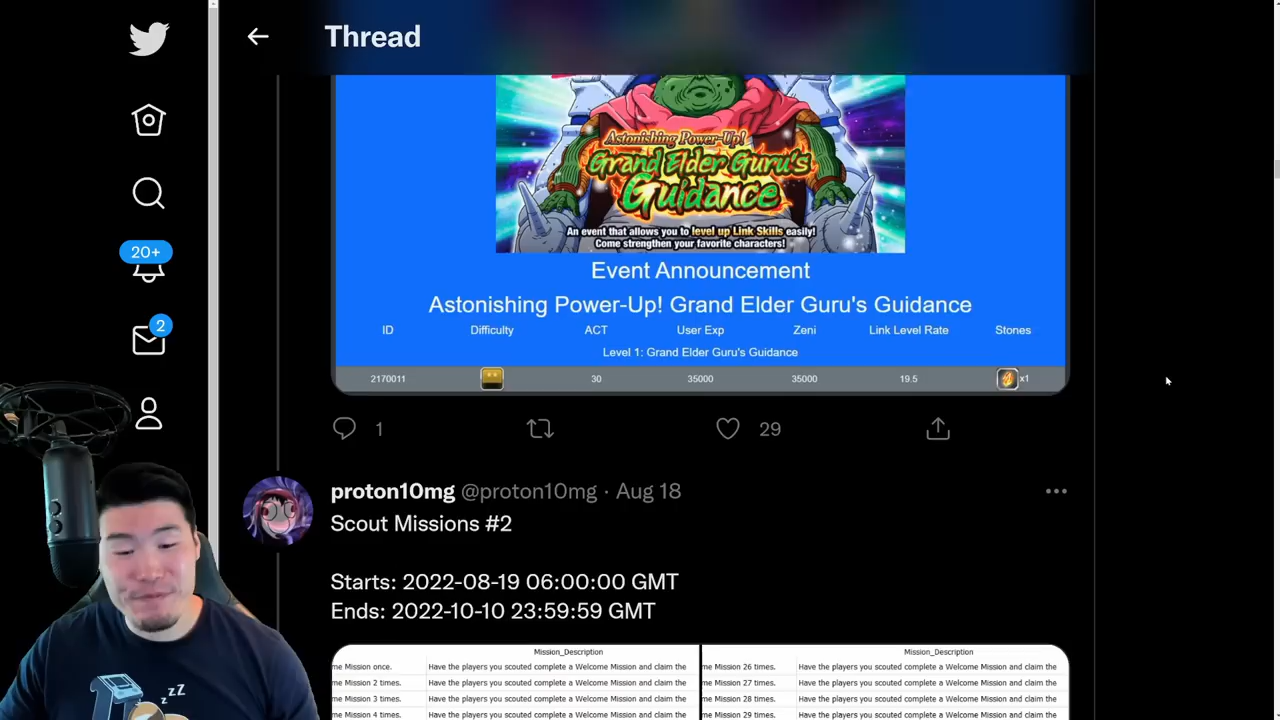 Thread
Astonishing Power-Up!
Grand Elder Guru's
Guidance
An event that allows you to level up Link Skills easily!
Come strengthen your favorite characters!
Event Announcement
Astonishing Power-Up! Grand Elder Guru's Guidance
ID Difficulty ACT User Exp Zeni Link Level Rate Stones
Level 1: Grand Elder Guru's Guidance
2170011 30 35000 35000 19.5 x1
20+
2
1 29
proton10mg @proton10mg · Aug 18
Scout Missions #2
Starts: 2022-08-19 06:00:00 GMT
Ends: 2022-10-10 23:59:59 GMT
Mission_Description Mission_Description
me Mission once. Have the players you scouted complete a Welcome Mission and claim the me Mission 26 times. Have the players you scouted complete a Welcome Mission and claim the
me Mission 2 times. Have the players you scouted complete a Welcome Mission and claim the me Mission 27 times. Have the players you scouted complete a Welcome Mission and claim the
me Mission 3 times. Have the players you scouted complete a Welcome Mission and claim the me Mission 28 times. Have the players you scouted complete a Welcome Mission and claim the
me Mission 4 times. Have the players you scouted complete a Welcome Mission and claim the me Mission 29 times. Have the players you scouted complete a Welcome Mission and claim the
z z Z